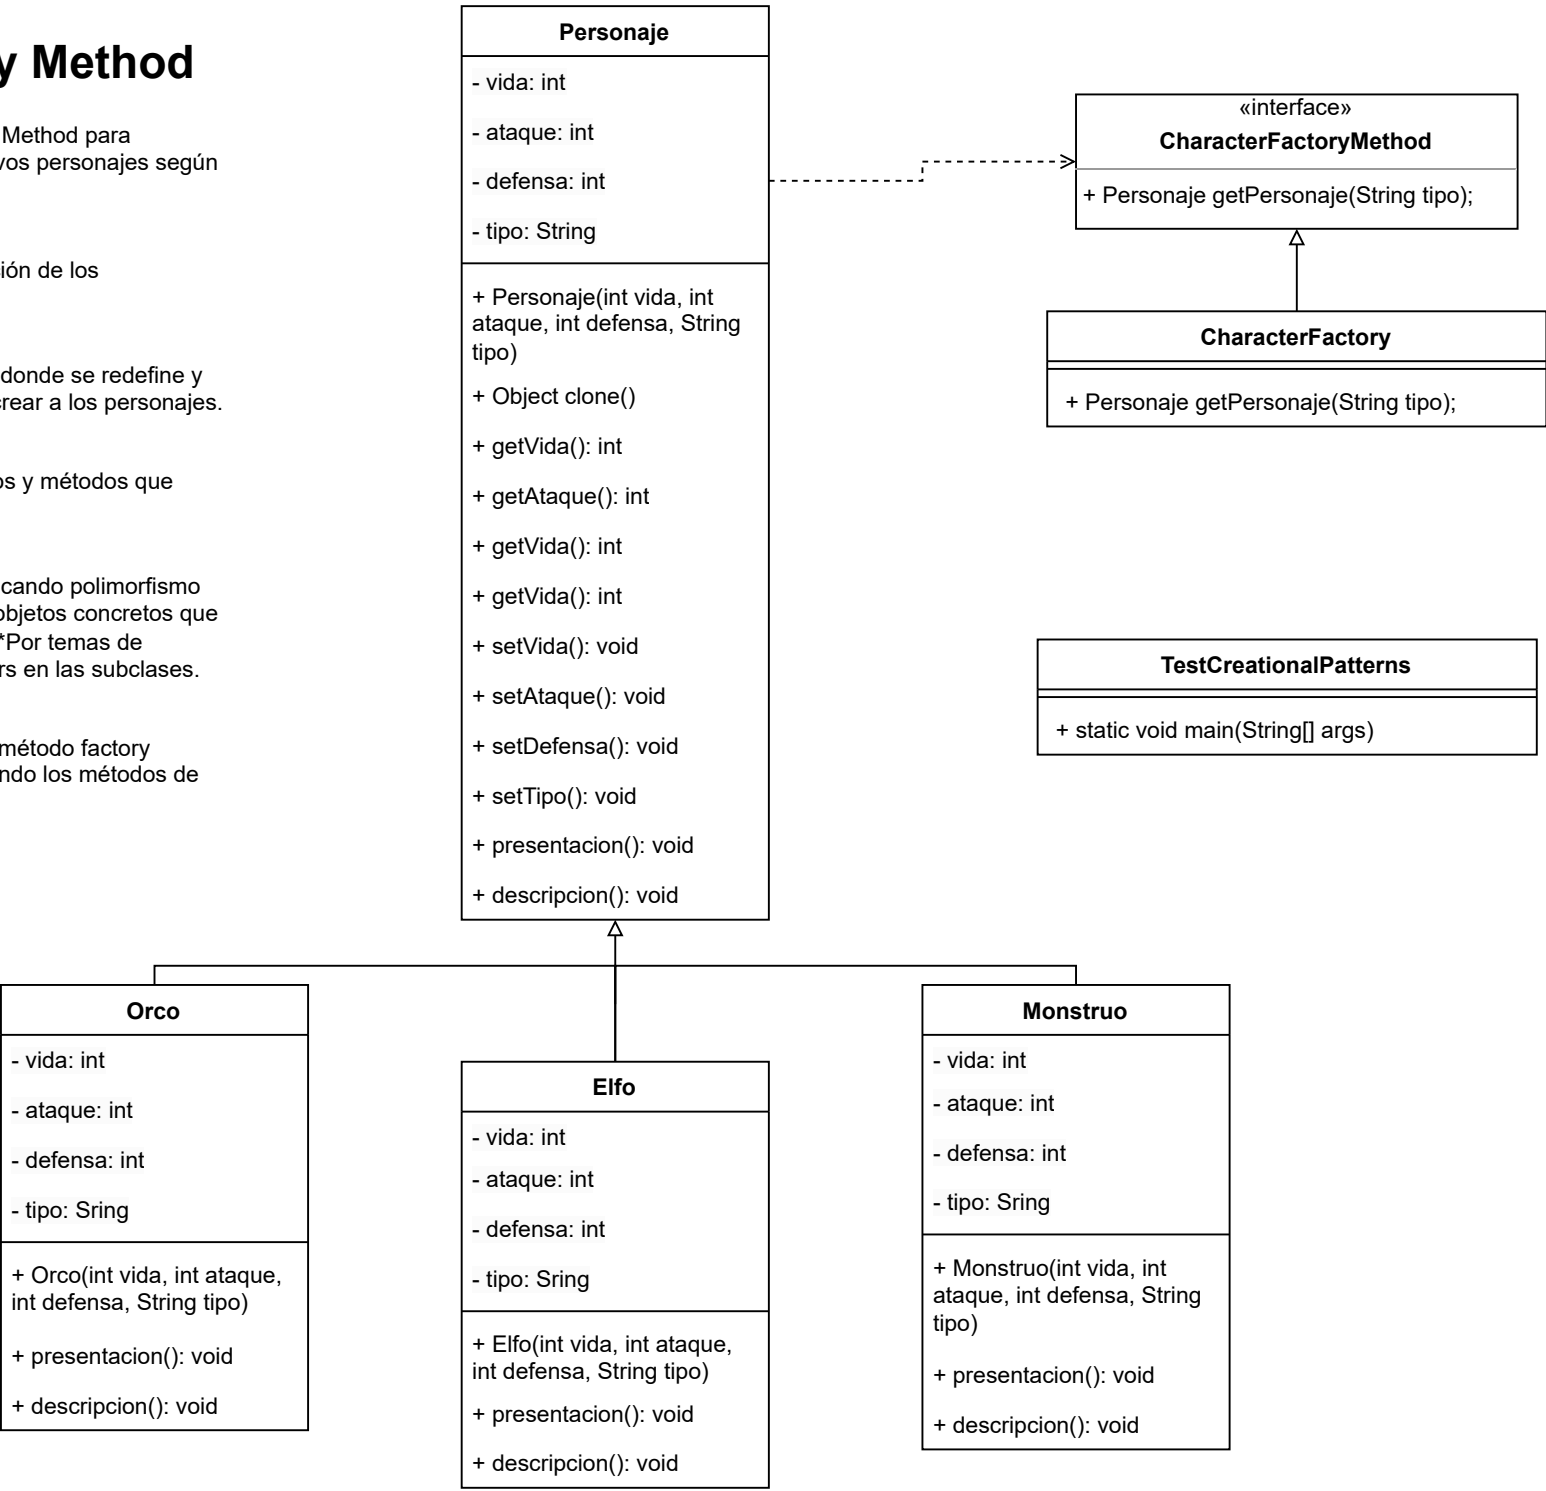 y Method
Method para
vos personajes según
ión de los
donde se redefine y
crear a los personajes.
os y métodos que
cando polimorfismo
objetos concretos que
*Por temas de
rs en las subclases.
método factory
ndo los métodos de
Personaje
- vida: int
- ataque: int
- defensa: int
- tipo: String
+ Personaje(int vida, int
ataque, int defensa, String
tipo)
+ Object clone()
+ getVida(): int
+ getAtaque(): int
+ getVida(): int
+ getVida(): int
+ setVida(): void
+ setAtaque(): void
+ setDefensa(): void
+ setTipo(): void
+ presentacion(): void
+ descripcion(): void
«interface»
CharacterFactoryMethod
+ Personaje getPersonaje(String tipo);
CharacterFactory
+ Personaje getPersonaje(String tipo);
TestCreationalPatterns
+ static void main(String[] args)
Orco
- vida: int
- ataque: int
- defensa: int
- tipo: Sring
+ Orco(int vida, int ataque,
int defensa, String tipo)
+ presentacion(): void
+ descripcion(): void
Elfo
- vida: int
- ataque: int
- defensa: int
- tipo: Sring
+ Elfo(int vida, int ataque,
int defensa, String tipo)
+ presentacion(): void
+ descripcion(): void
Monstruo
- vida: int
- ataque: int
- defensa: int
- tipo: Sring
+ Monstruo(int vida, int
ataque, int defensa, String
tipo)
+ presentacion(): void
+ descripcion(): void